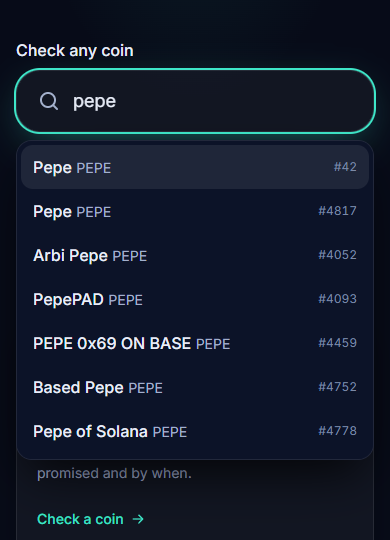 Check any coin
pepe
Pepe PEPE #42
Pepe PEPE #4817
Arbi Pepe PEPE #4052
PepePAD PEPE #4093
PEPE 0x69 ON BASE PEPE #4459
Based Pepe PEPE #4752
Pepe of Solana PEPE #4778
promised and by when.
Check a coin →